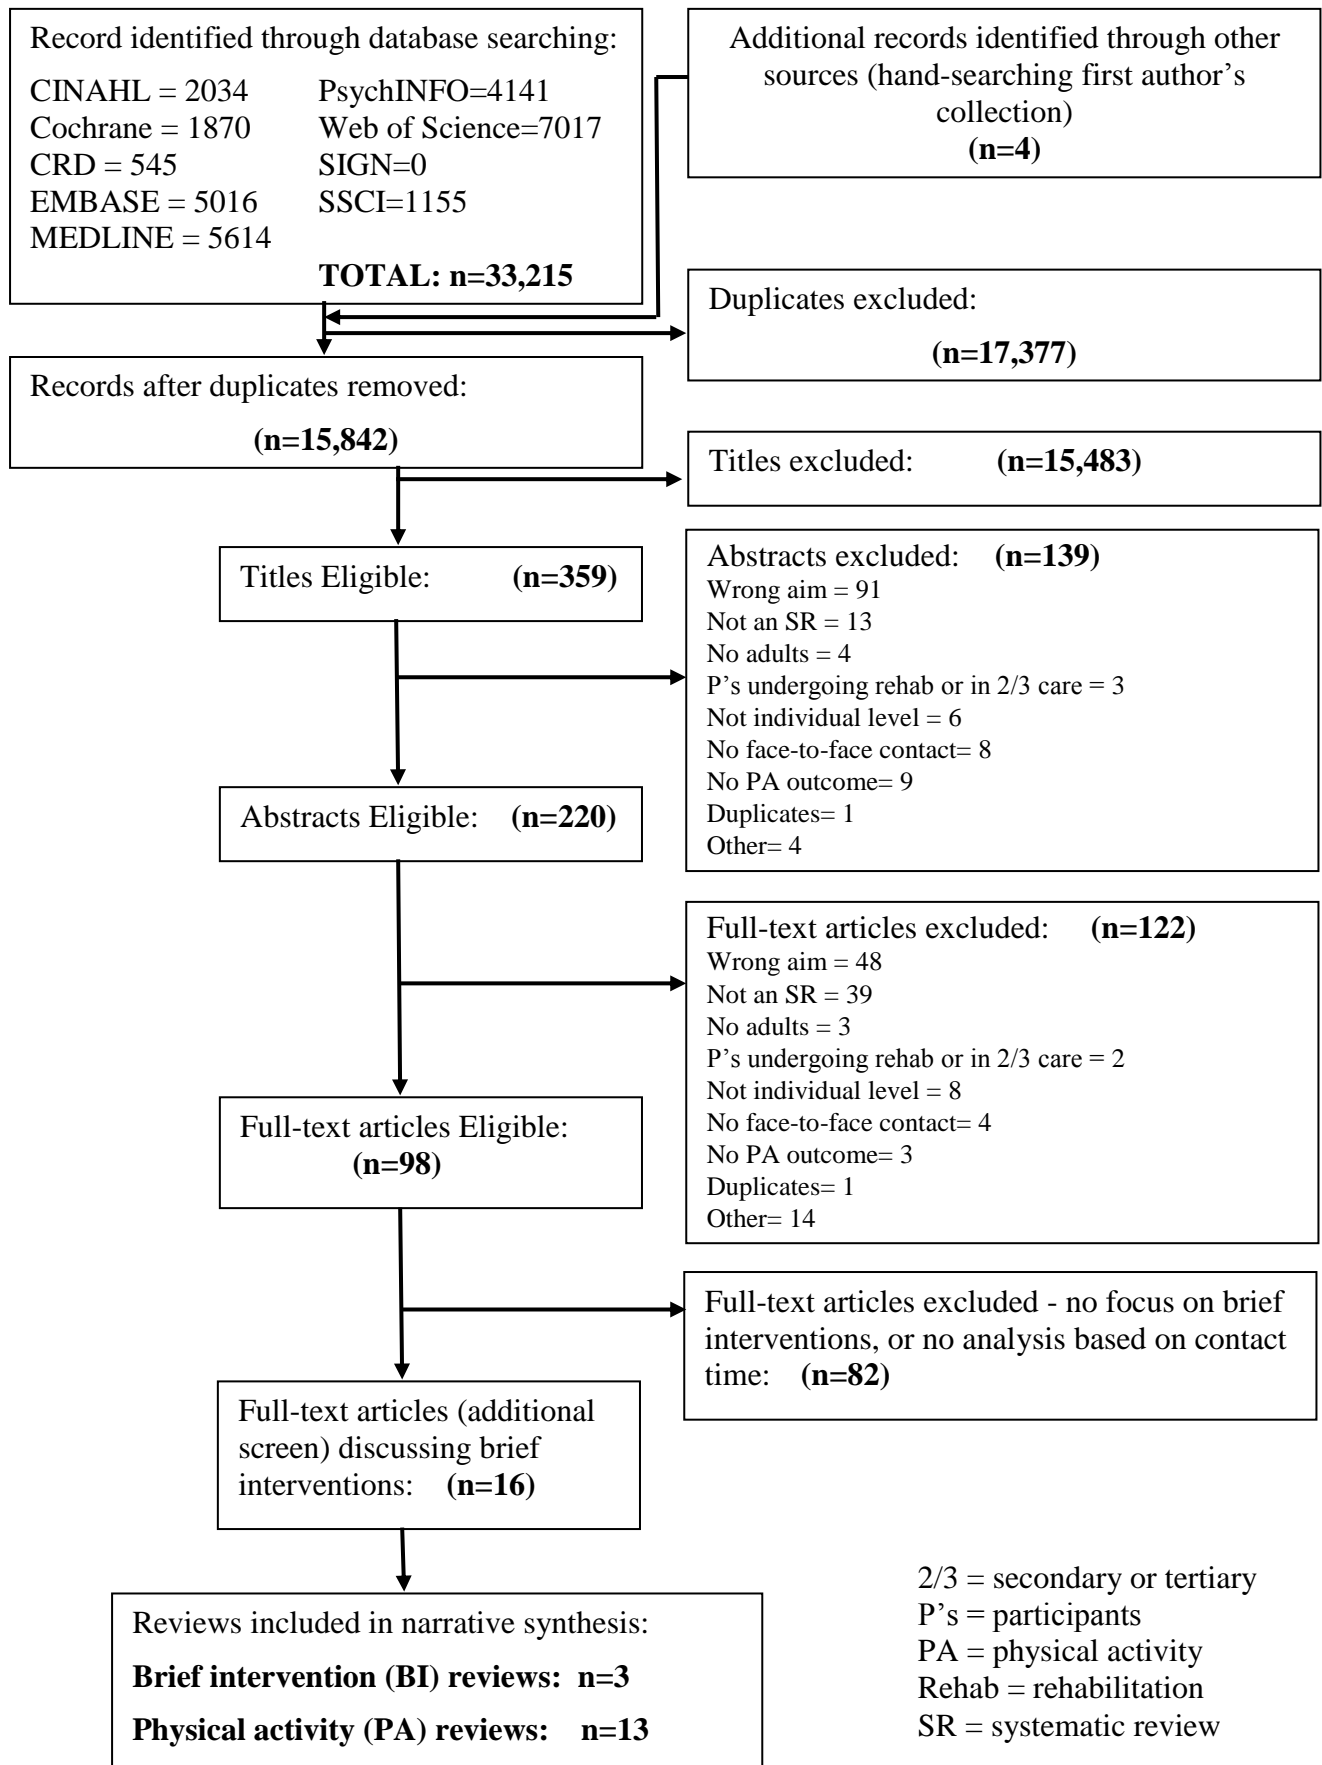 Record identified through database searching:
CINAHL = 2034 PsychINFO=4141
Cochrane = 1870 Web of Science=7017
CRD = 545 SIGN=0
EMBASE = 5016 SSCI=1155
MEDLINE = 5614
TOTAL: n=33,215
Additional records identified through other
sources (hand-searching first author’s
collection)
(n=4)
Duplicates excluded:
(n=17,377)
Records after duplicates removed:
(n=15,842)
Titles excluded: (n=15,483)
Titles Eligible: (n=359)
Abstracts excluded: (n=139)
Wrong aim = 91
Not an SR = 13
No adults = 4
P’s undergoing rehab or in 2/3 care = 3
Not individual level = 6
No face-to-face contact= 8
No PA outcome= 9
Duplicates= 1
Other= 4
Abstracts Eligible: (n=220)
Full-text articles excluded: (n=122)
Wrong aim = 48
Not an SR = 39
No adults = 3
P’s undergoing rehab or in 2/3 care = 2
Not individual level = 8
No face-to-face contact= 4
No PA outcome= 3
Duplicates= 1
Other= 14
Full-text articles Eligible:
(n=98)
Full-text articles excluded - no focus on brief
interventions, or no analysis based on contact
time: (n=82)
Full-text articles (additional
screen) discussing brief
interventions: (n=16)
Reviews included in narrative synthesis:
Brief intervention (BI) reviews: n=3
Physical activity (PA) reviews: n=13
2/3 = secondary or tertiary
P’s = participants
PA = physical activity
Rehab = rehabilitation
SR = systematic review